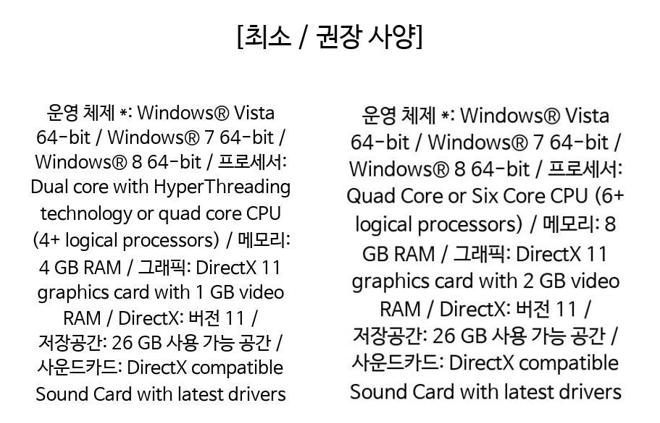 [최소 / 권장 사양]
운영 체제 *: Windows® Vista
64-bit / Windows® 7 64-bit /
Windows® 8 64-bit / 프로세서:
Dual core with HyperThreading
technology or quad core CPU
(4+ logical processors) / 메모리:
4 GB RAM / 그래픽: DirectX 11
graphics card with 1 GB video
RAM / DirectX: 버전 11 /
저장공간: 26 GB 사용 가능 공간 /
사운드카드: DirectX compatible
Sound Card with latest drivers
운영 체제 *: Windows® Vista
64-bit / Windows® 7 64-bit /
Windows® 8 64-bit / 프로세서:
Quad Core or Six Core CPU (6+
logical processors) / 메모리: 8
GB RAM / 그래픽: DirectX 11
graphics card with 2 GB video
RAM / DirectX: 버전 11 /
저장공간: 26 GB 사용 가능 공간 /
사운드카드: DirectX compatible
Sound Card with latest drivers